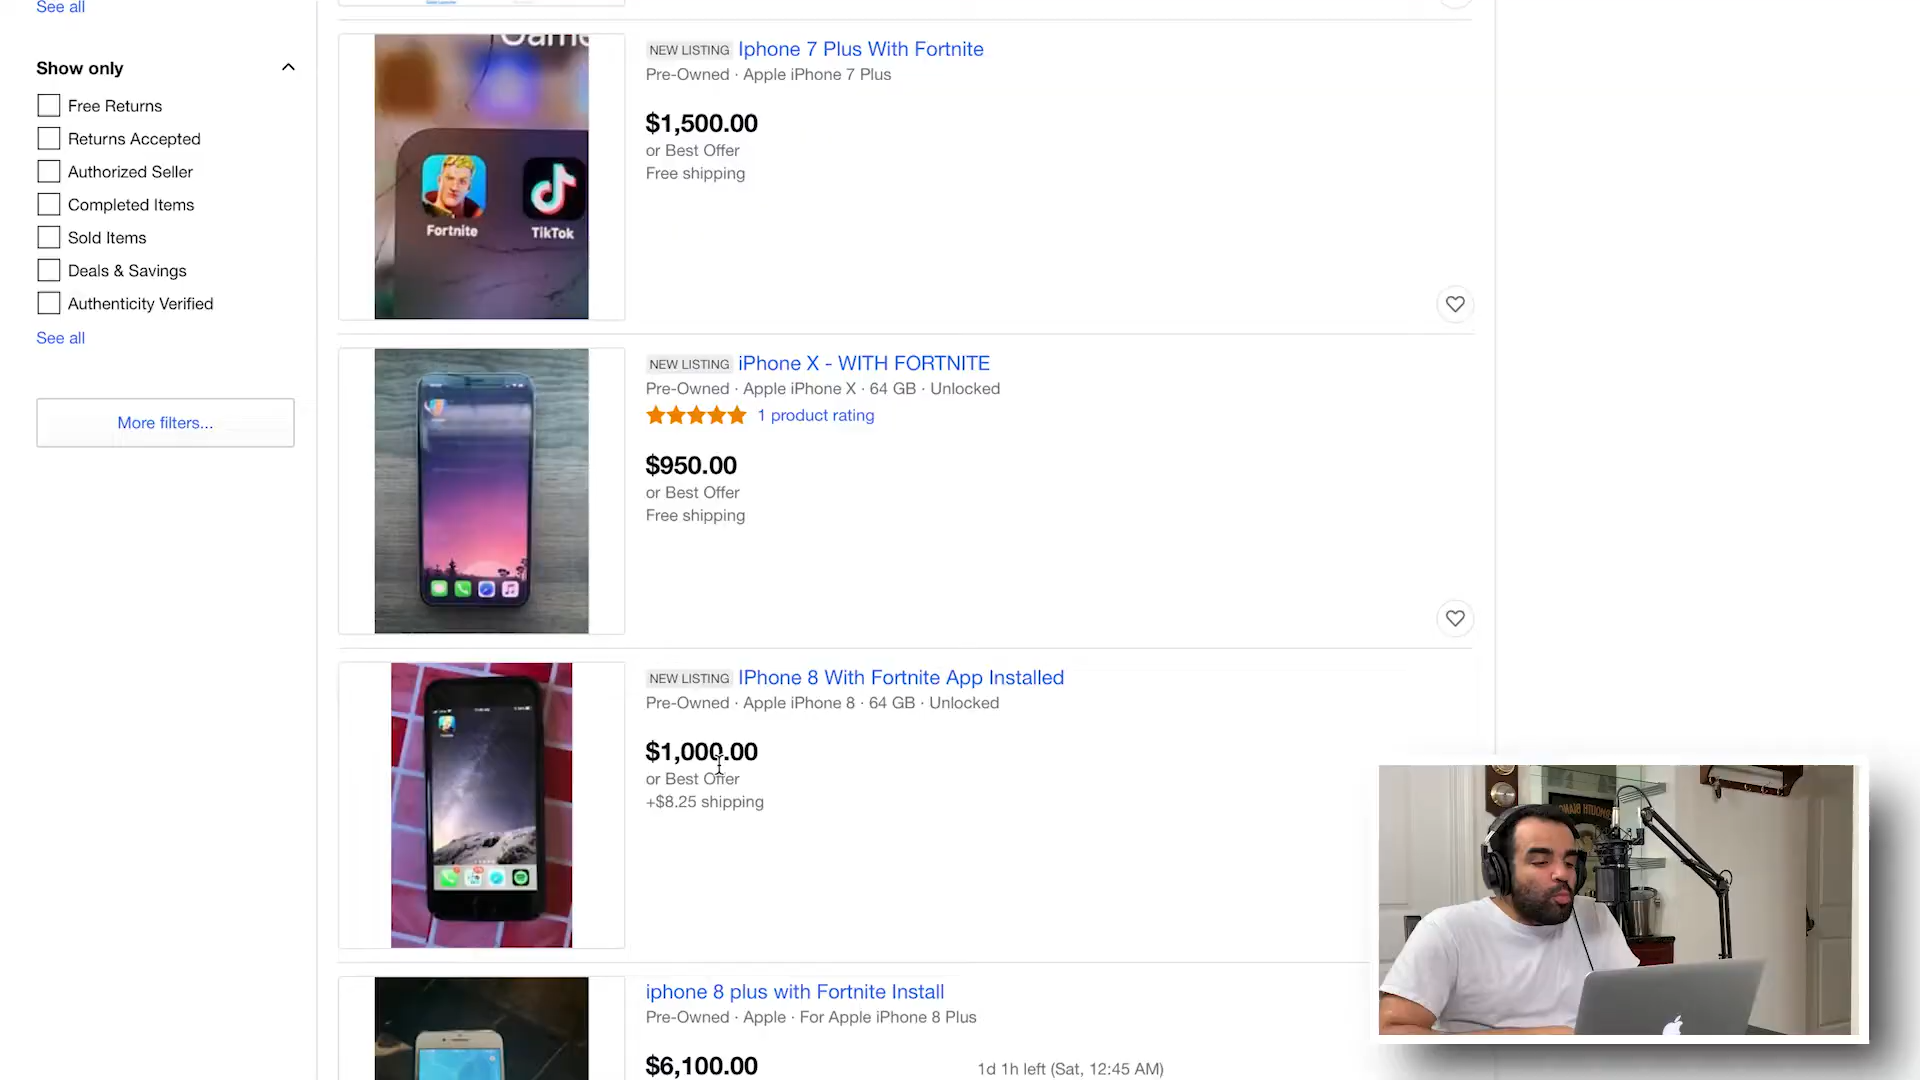 See all
Show only
Free Returns
Returns Accepted
Authorized Seller
Completed Items
Sold Items
Deals & Savings
Authenticity Verified
See all
More filters...
Game
Fortnite
TikTok
NEW LISTING Iphone 7 Plus With Fortnite
Pre-Owned · Apple iPhone 7 Plus
$1,500.00
or Best Offer
Free shipping
NEW LISTING iPhone X - WITH FORTNITE
Pre-Owned · Apple iPhone X · 64 GB · Unlocked
1 product rating
$950.00
or Best Offer
Free shipping
NEW LISTING IPhone 8 With Fortnite App Installed
Pre-Owned · Apple iPhone 8 · 64 GB · Unlocked
$1,000.00
or Best Offer
+$8.25 shipping
iphone 8 plus with Fortnite Install
Pre-Owned · Apple · For Apple iPhone 8 Plus
$6,100.00
1d 1h left (Sat, 12:45 AM)